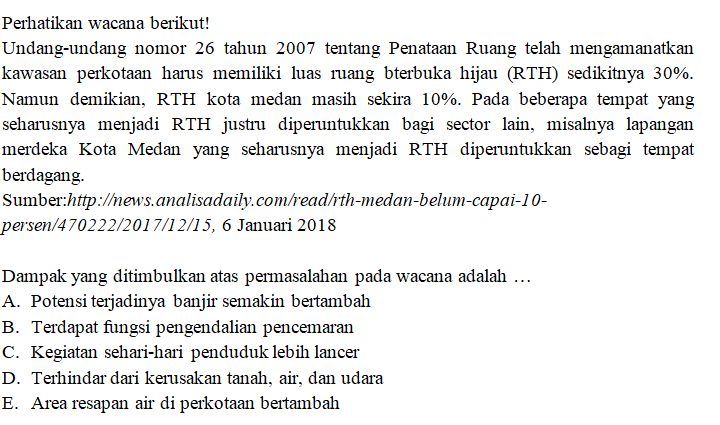 Perhatikan wacana berikut!
Undang-undang nomor 26 tahun 2007 tentang Penataan Ruang telah mengamanatkan
kawasan perkotaan harus memiliki luas ruang bterbuka hijau (RTH) sedikitnya 30%.
Namun demikian, RTH kota medan masih sekira 10%. Pada beberapa tempat yang
seharusnya menjadi RTH justru diperuntukkan bagi sector lain, misalnya lapangan
merdeka Kota Medan yang seharusnya menjadi RTH diperuntukkan sebagi tempat
berdagang.
Sumber:http://news.analisadaily.com/read/rth-medan-belum-capai-10-
persen/470222/2017/12/15, 6 Januari 2018
Dampak yang ditimbulkan atas permasalahan pada wacana adalah …
A. Potensi terjadinya banjir semakin bertambah
B. Terdapat fungsi pengendalian pencemaran
C. Kegiatan sehari-hari penduduk lebih lancer
D. Terhindar dari kerusakan tanah, air, dan udara
E. Area resapan air di perkotaan bertambah